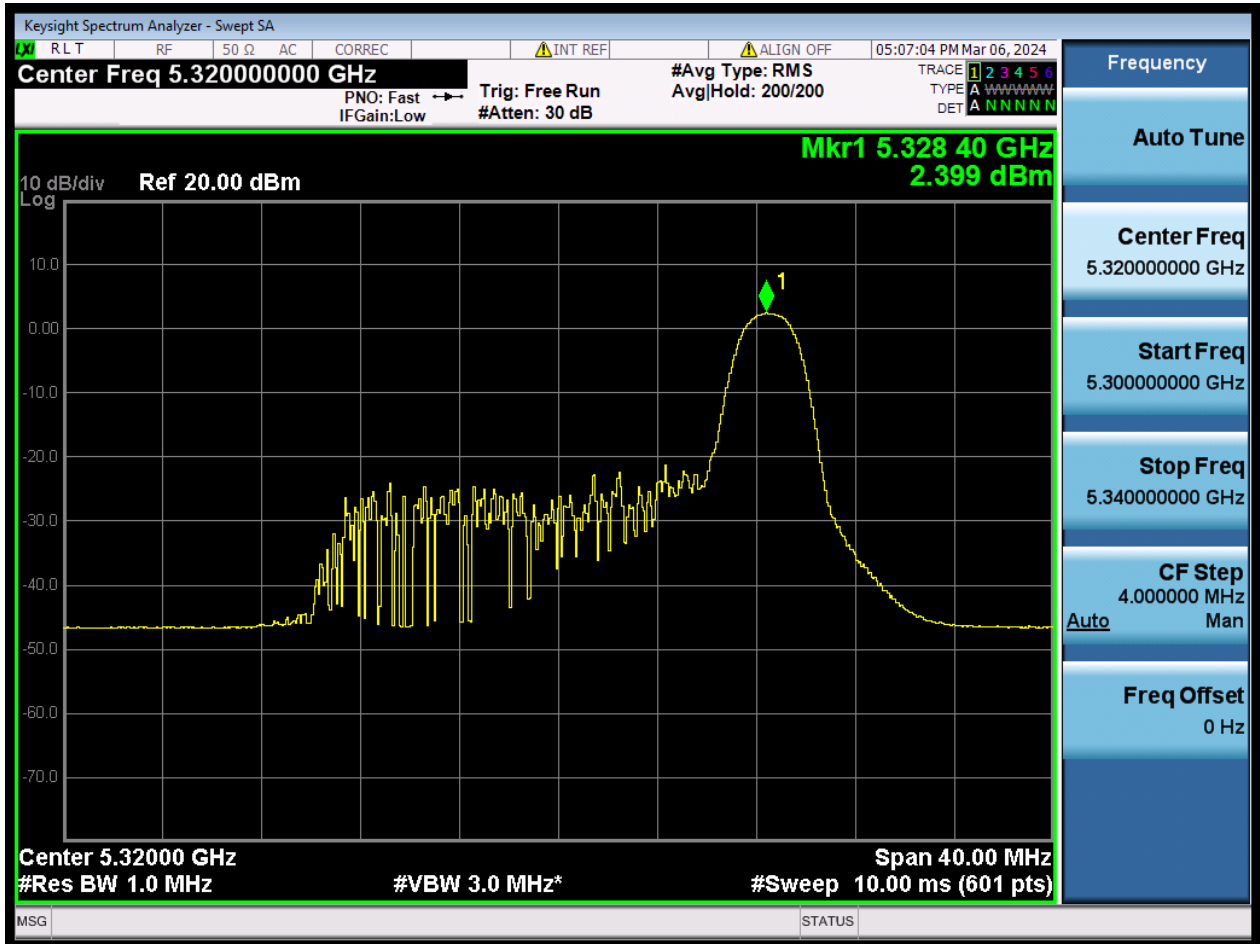 Keysight Spectrum Analyzer - Swept SA
LXI RLT RF 50 Ω AC CORREC INT REF ALIGN OFF 05:07:04 PM Mar 06, 2024
Center Freq 5.320000000 GHz
PNO: Fast
IFGain:Low
Trig: Free Run
#Atten: 30 dB
#Avg Type: RMS
Avg|Hold: 200/200
TRACE 1 2 3 4 5 6
TYPE A WWWWWW
DET A N N N N N
Mkr1 5.328 40 GHz
2.399 dBm
10 dB/div Ref 20.00 dBm
Log
10.0
0.00
-10.0
-20.0
-30.0
-40.0
-50.0
-60.0
-70.0
1
Center 5.32000 GHz
Span 40.00 MHz
#Res BW 1.0 MHz
#VBW 3.0 MHz*
#Sweep 10.00 ms (601 pts)
MSG
STATUS
Frequency
Auto Tune
Center Freq
5.320000000 GHz
Start Freq
5.300000000 GHz
Stop Freq
5.340000000 GHz
CF Step
4.000000 MHz
Auto Man
Freq Offset
0 Hz